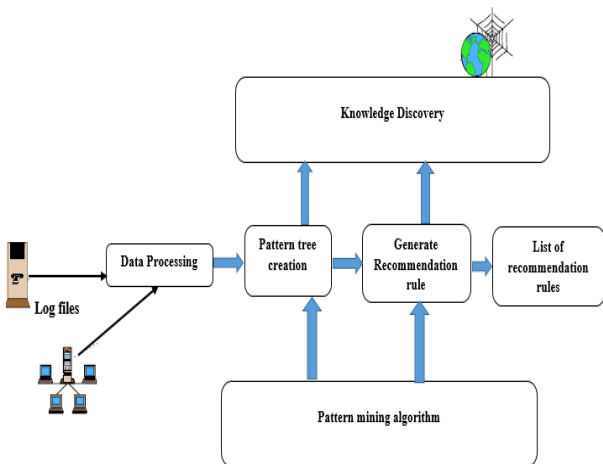 Knowledge Discovery
Data Processing
Pattern tree
creation
Generate
Recommendation
rule
List of
recommendation
rules
Log files
Pattern mining algorithm